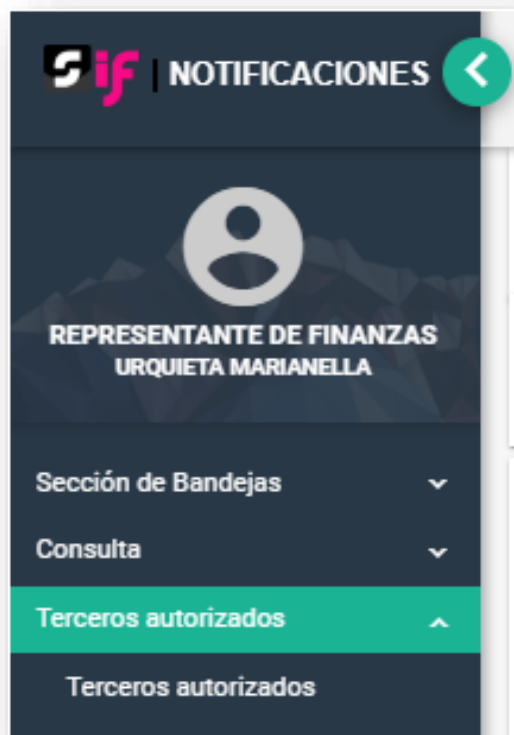 Sif | NOTIFICACIONES
REPRESENTANTE DE FINANZAS
URQUIETA MARIANELLA
Sección de Bandejas
Consulta
Terceros autorizados
Terceros autorizados